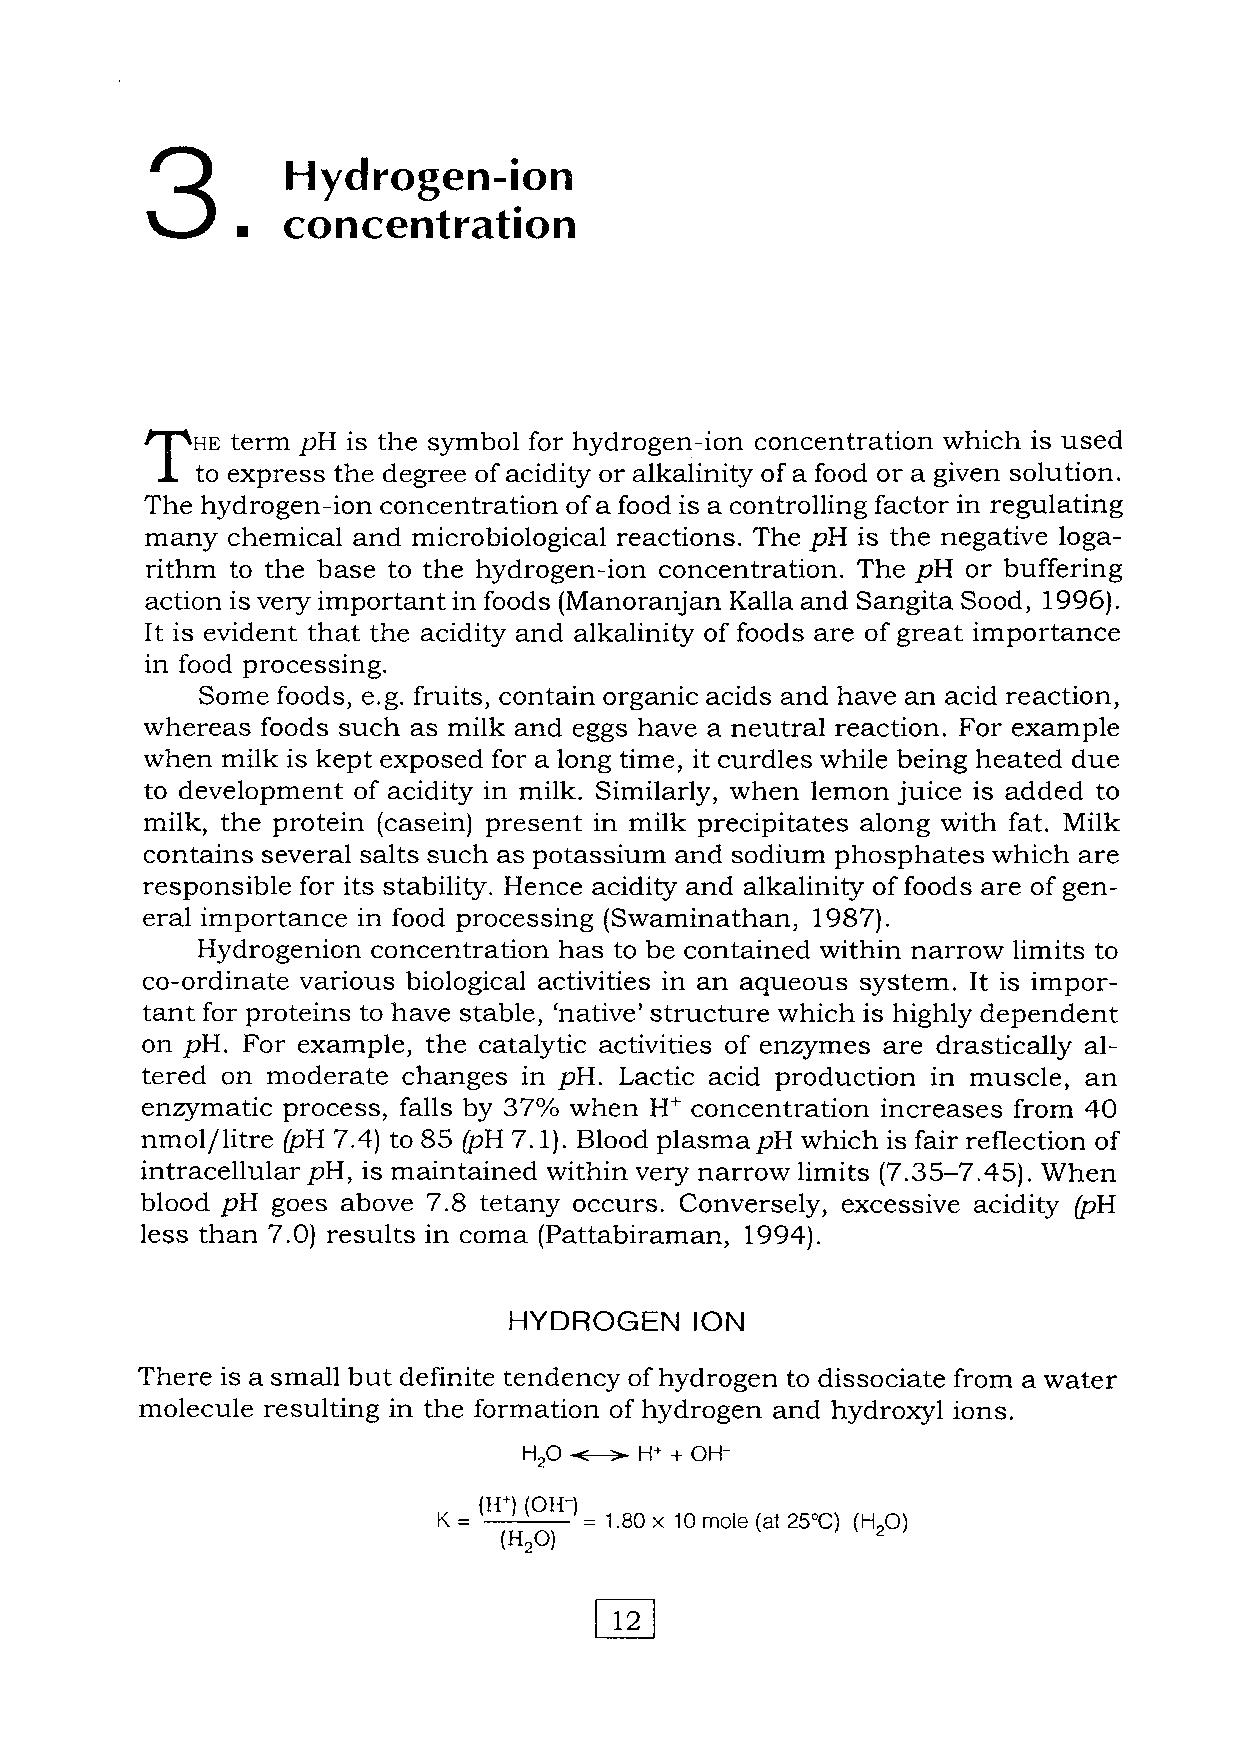 3. Hydrogen-ion
concentration
THE term pH is the symbol for hydrogen-ion concentration which is used
to express the degree of acidity or alkalinity of a food or a given solution.
The hydrogen-ion concentration of a food is a controlling factor in regulating
many chemical and microbiological reactions. The pH is the negative loga-
rithm to the base to the hydrogen-ion concentration. The pH or buffering
action is very important in foods (Manoranjan Kalla and Sangita Sood, 1996).
It is evident that the acidity and alkalinity of foods are of great importance
in food processing.
Some foods, e.g. fruits, contain organic acids and have an acid reaction,
whereas foods such as milk and eggs have a neutral reaction. For example
when milk is kept exposed for a long time, it curdles while being heated due
to development of acidity in milk. Similarly, when lemon juice is added to
milk, the protein (casein) present in milk precipitates along with fat. Milk
contains several salts such as potassium and sodium phosphates which are
responsible for its stability. Hence acidity and alkalinity of foods are of gen-
eral importance in food processing (Swaminathan, 1987).
Hydrogenion concentration has to be contained within narrow limits to
co-ordinate various biological activities in an aqueous system. It is impor-
tant for proteins to have stable, ‘native’ structure which is highly dependent
on pH. For example, the catalytic activities of enzymes are drastically al-
tered on moderate changes in pH. Lactic acid production in muscle, an
enzymatic process, falls by 37% when H⁺ concentration increases from 40
nmol/litre (pH 7.4) to 85 (pH 7.1). Blood plasma pH which is fair reflection of
intracellular pH, is maintained within very narrow limits (7.35–7.45). When
blood pH goes above 7.8 tetany occurs. Conversely, excessive acidity (pH
less than 7.0) results in coma (Pattabiraman, 1994).
HYDROGEN ION
There is a small but definite tendency of hydrogen to dissociate from a water
molecule resulting in the formation of hydrogen and hydroxyl ions.
H₂O ⟷ H⁺ + OH⁻
(H⁺) (OH⁻)
K = ——— = 1.80 x 10 mole (at 25°C) (H₂O)
(H₂O)
12